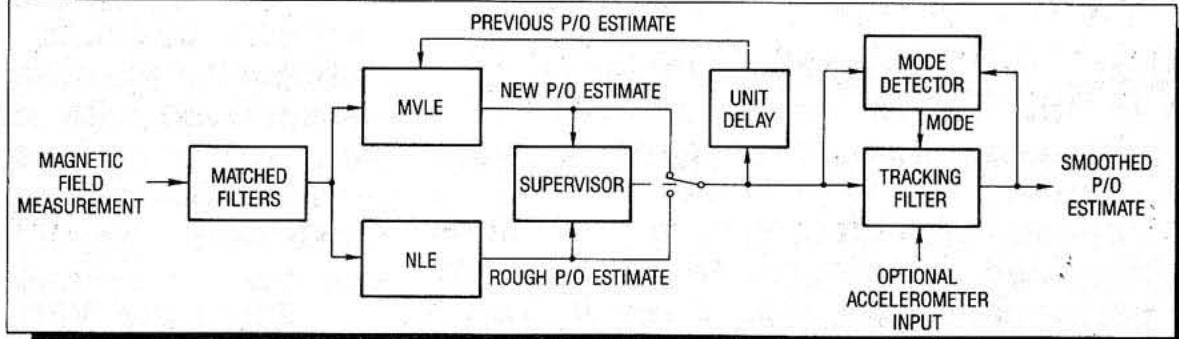 PREVIOUS P/O ESTIMATE
MVLE
NEW P/O ESTIMATE
UNIT
DELAY
MODE
DETECTOR
MODE
MAGNETIC
FIELD
MEASUREMENT
MATCHED
FILTERS
SUPERVISOR
TRACKING
FILTER
SMOOTHED
P/O
ESTIMATE
NLE
ROUGH P/O ESTIMATE
OPTIONAL
ACCELEROMETER
INPUT